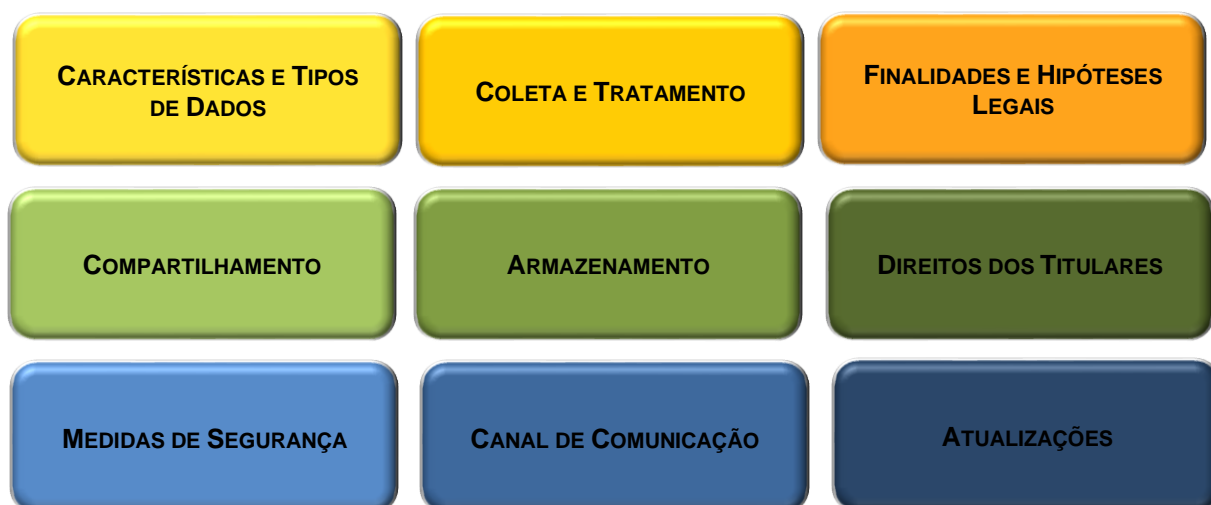 CARACTERÍSTICAS E TIPOS
DE DADOS
COLETA E TRATAMENTO
FINALIDADES E HIPÓTESES
LEGAIS
COMPARTILHAMENTO
ARMAZENAMENTO
DIREITOS DOS TITULARES
MEDIDAS DE SEGURANÇA
CANAL DE COMUNICAÇÃO
ATUALIZAÇÕES